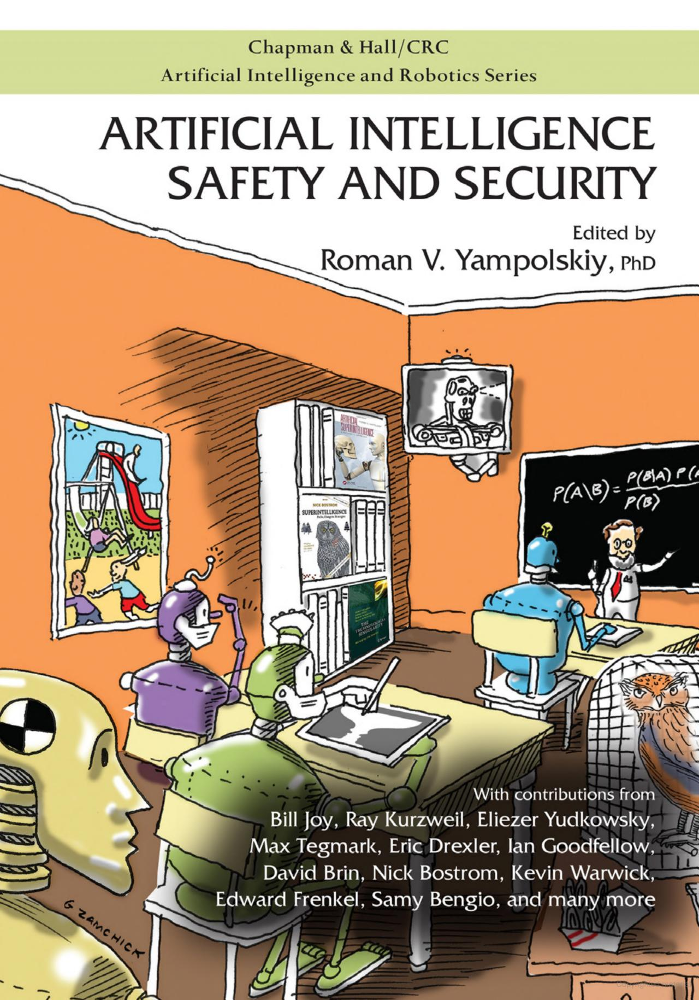 Chapman & Hall/CRC
Artificial Intelligence and Robotics Series
ARTIFICIAL INTELLIGENCE
SAFETY AND SECURITY
Edited by
Roman V. Yampolskiy, PhD
ARTIFICIAL
SUPERINTELLIGENCE
NICK BOSTROM
SUPERINTELLIGENCE
Paths, Dangers, Strategies
THE
TECHNOLOGICAL
SINGULARITY
Springer
P(A\B) = P(B\A) P(A
P(B)
With contributions from
Bill Joy, Ray Kurzweil, Eliezer Yudkowsky,
Max Tegmark, Eric Drexler, Ian Goodfellow,
David Brin, Nick Bostrom, Kevin Warwick,
Edward Frenkel, Samy Bengio, and many more
G ZAMCHICK
Copyrighted material